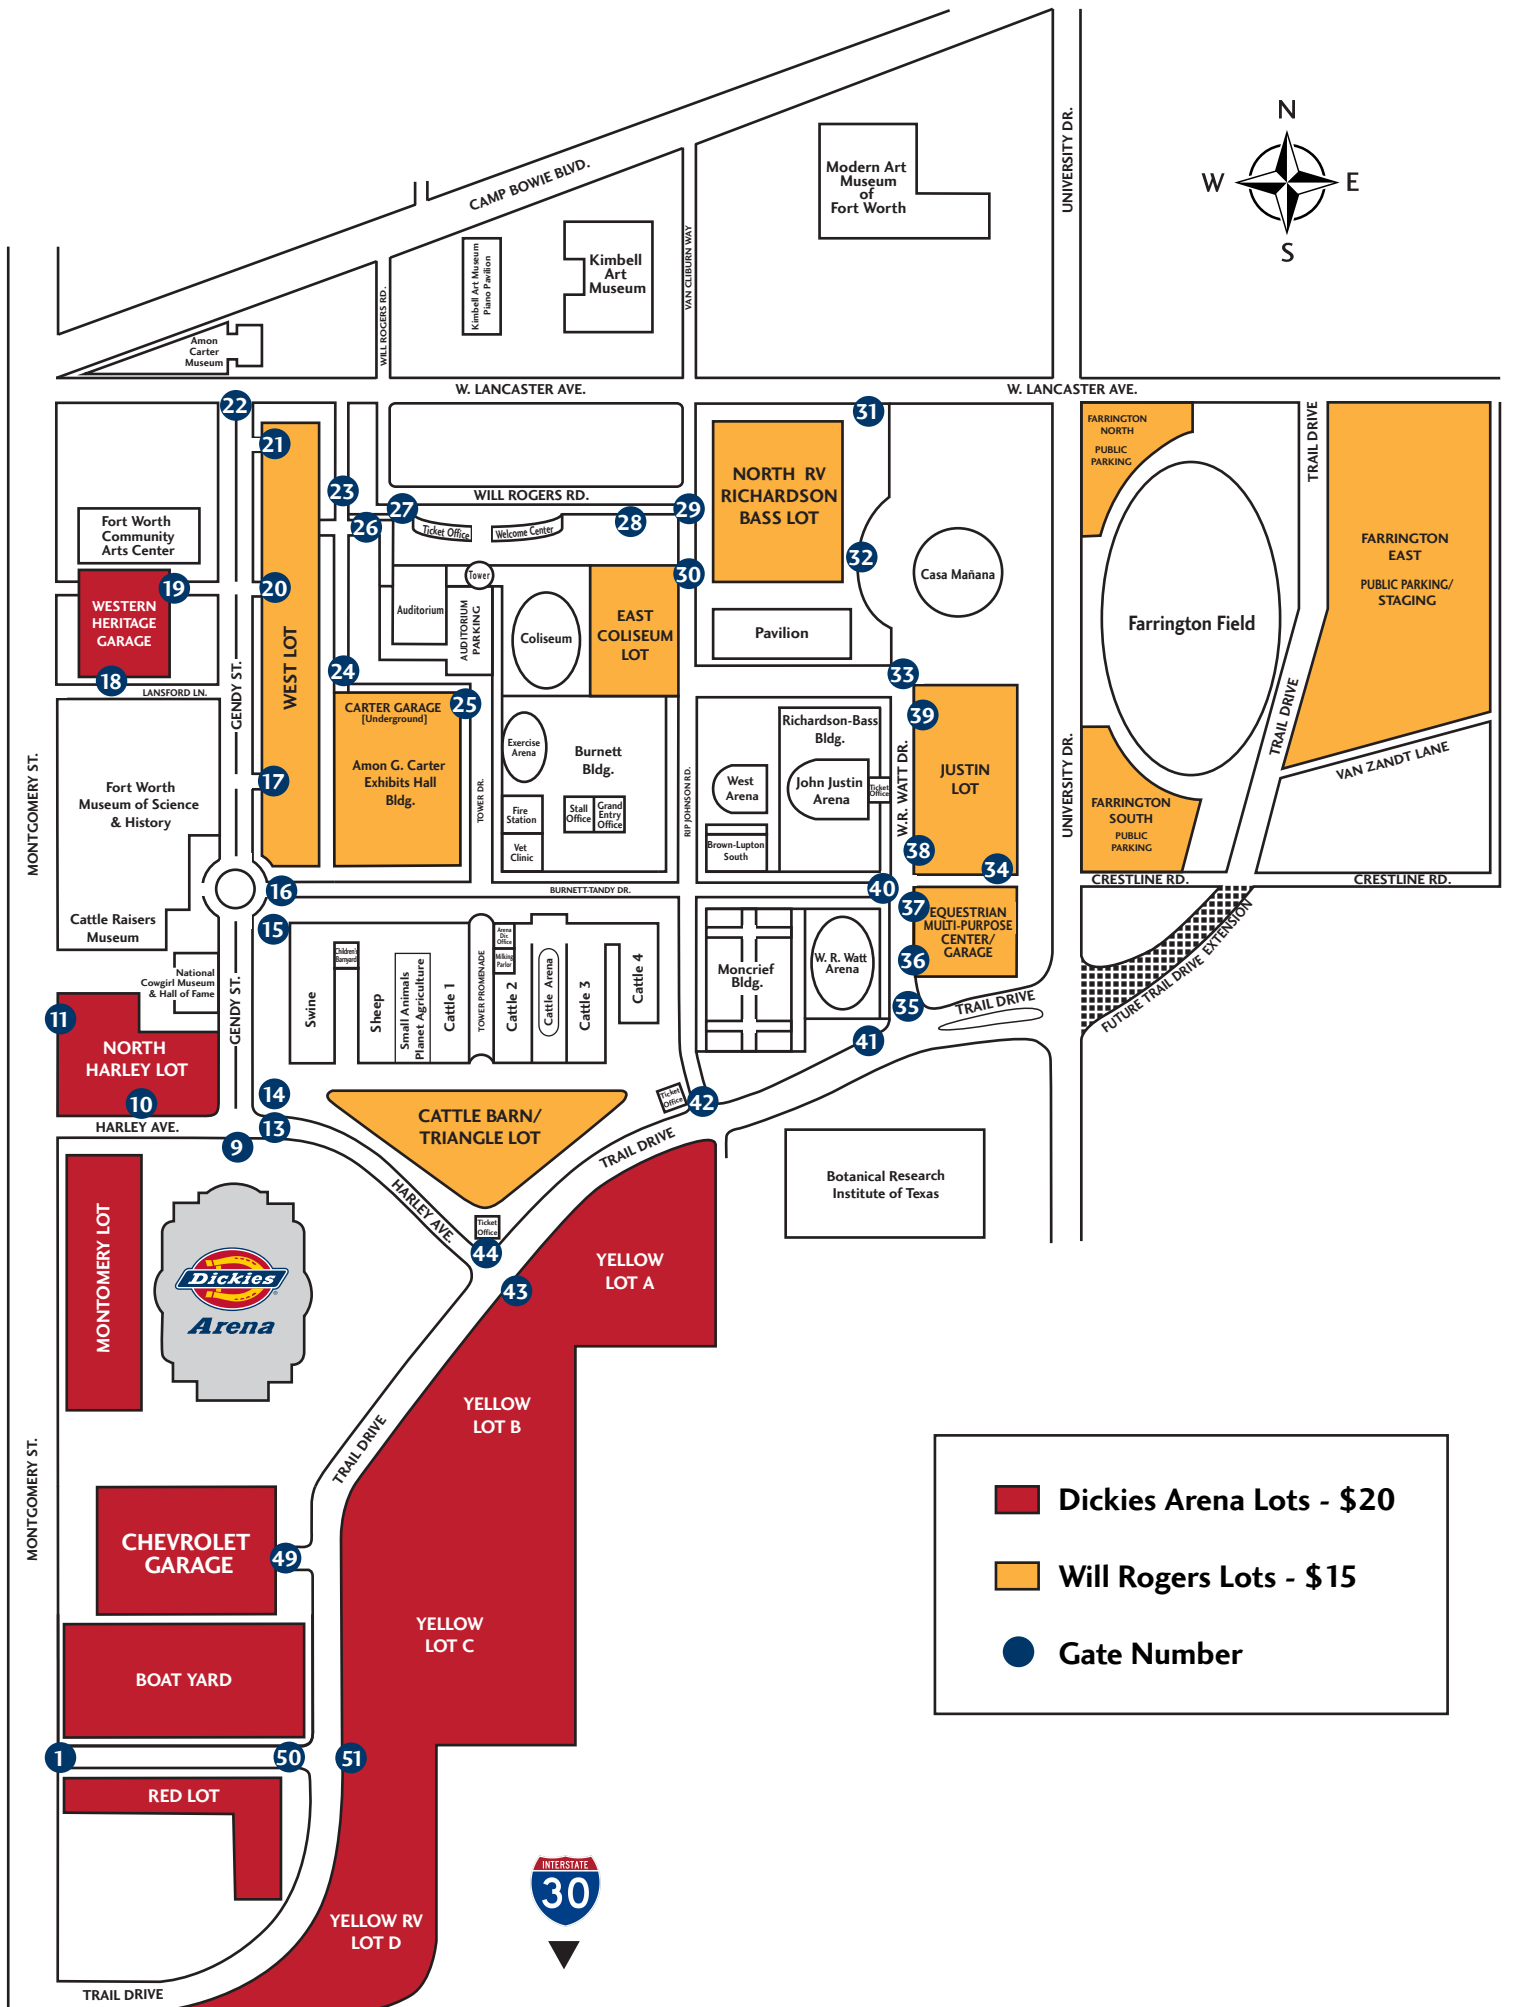 N
W
E
S
CAMP BOWIE BLVD.
UNIVERSITY DR.
Modern Art
Museum
of
Fort Worth
VAN CLIBURN WAY
Kimbell Art Museum
Piano Pavilion
Kimbell
Art
Museum
WILL ROGERS RD.
Amon
Carter
Museum
W. LANCASTER AVE.
W. LANCASTER AVE.
22
31
21
FARRINGTON
NORTH
PUBLIC
PARKING
TRAIL DRIVE
NORTH RV
RICHARDSON
BASS LOT
23
WILL ROGERS RD.
27
29
28
26
Ticket Office
Welcome Center
Fort Worth
Community
Arts Center
FARRINGTON
EAST
PUBLIC PARKING/
STAGING
32
Casa Mañana
30
Tower
19
20
WESTERN
HERITAGE
GARAGE
Auditorium
AUDITORIUM
PARKING
Coliseum
EAST
COLISEUM
LOT
Pavilion
Farrington Field
WEST LOT
24
33
18
LANSFORD LN.
GENDY ST.
CARTER GARAGE
[Underground]
25
Amon G. Carter
Exhibits Hall
Bldg.
39
Richardson-Bass
Bldg.
TRAIL DRIVE
Exercise
Arena
Burnett
Bldg.
MONTGOMERY ST.
Fort Worth
Museum of Science
& History
17
TOWER DR.
RIP JOHNSON RD.
West
Arena
John Justin
Arena
Ticket
Office
W.R. WATT DR.
JUSTIN
LOT
UNIVERSITY DR.
VAN ZANDT LANE
Fire
Station
Stall
Office
Grand
Entry
Office
Vet
Clinic
Brown-Lupton
South
38
34
FARRINGTON
SOUTH
PUBLIC
PARKING
16
BURNETT-TANDY DR.
40
CRESTLINE RD.
CRESTLINE RD.
37
EQUESTRIAN
MULTI-PURPOSE
CENTER/
GARAGE
36
Cattle Raisers
Museum
15
Children's
Barnyard
Arena
Dir.
Office
Milking
Parlor
Swine
Sheep
Small Animals
Planet Agriculture
Cattle 1
TOWER PROMENADE
Cattle 2
Cattle Arena
Cattle 3
Cattle 4
Moncrief
Bldg.
W. R. Watt
Arena
FUTURE TRAIL DRIVE EXTENSION
National
Cowgirl Museum
& Hall of Fame
GENDY ST.
11
35
TRAIL DRIVE
41
NORTH
HARLEY LOT
10
14
13
HARLEY AVE.
9
CATTLE BARN/
TRIANGLE LOT
Ticket
Office
42
TRAIL DRIVE
Botanical Research
Institute of Texas
HARLEY AVE.
Ticket
Office
44
43
MONTOMERY LOT
Dickies
®
Arena
YELLOW
LOT A
YELLOW
LOT B
TRAIL DRIVE
MONTGOMERY ST.
CHEVROLET
GARAGE
49
YELLOW
LOT C
BOAT YARD
1
50
51
RED LOT
YELLOW RV
LOT D
TRAIL DRIVE
INTERSTATE
30
Dickies Arena Lots - $20
Will Rogers Lots - $15
Gate Number